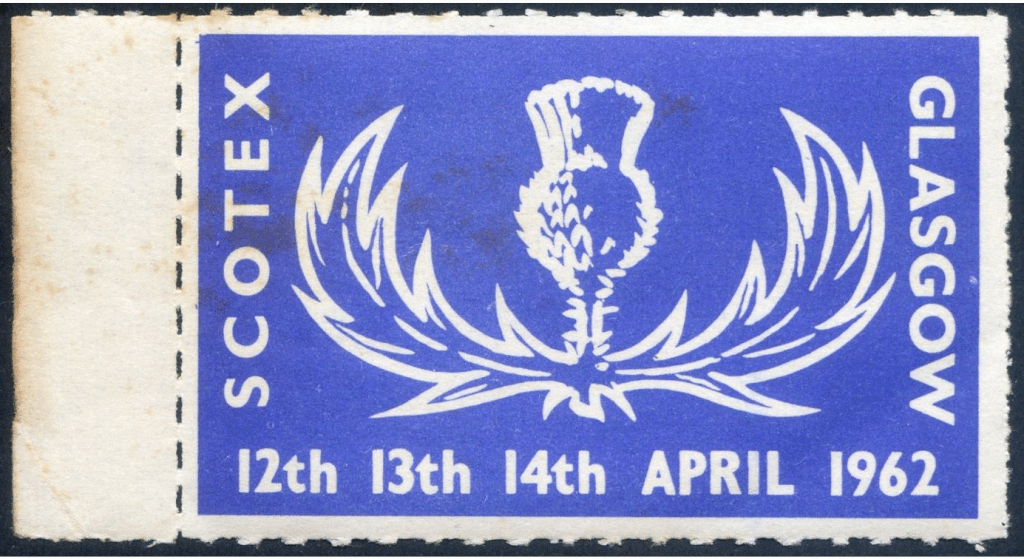 SCOTEX
GLASGOW
12th 13th 14th APRIL 1962